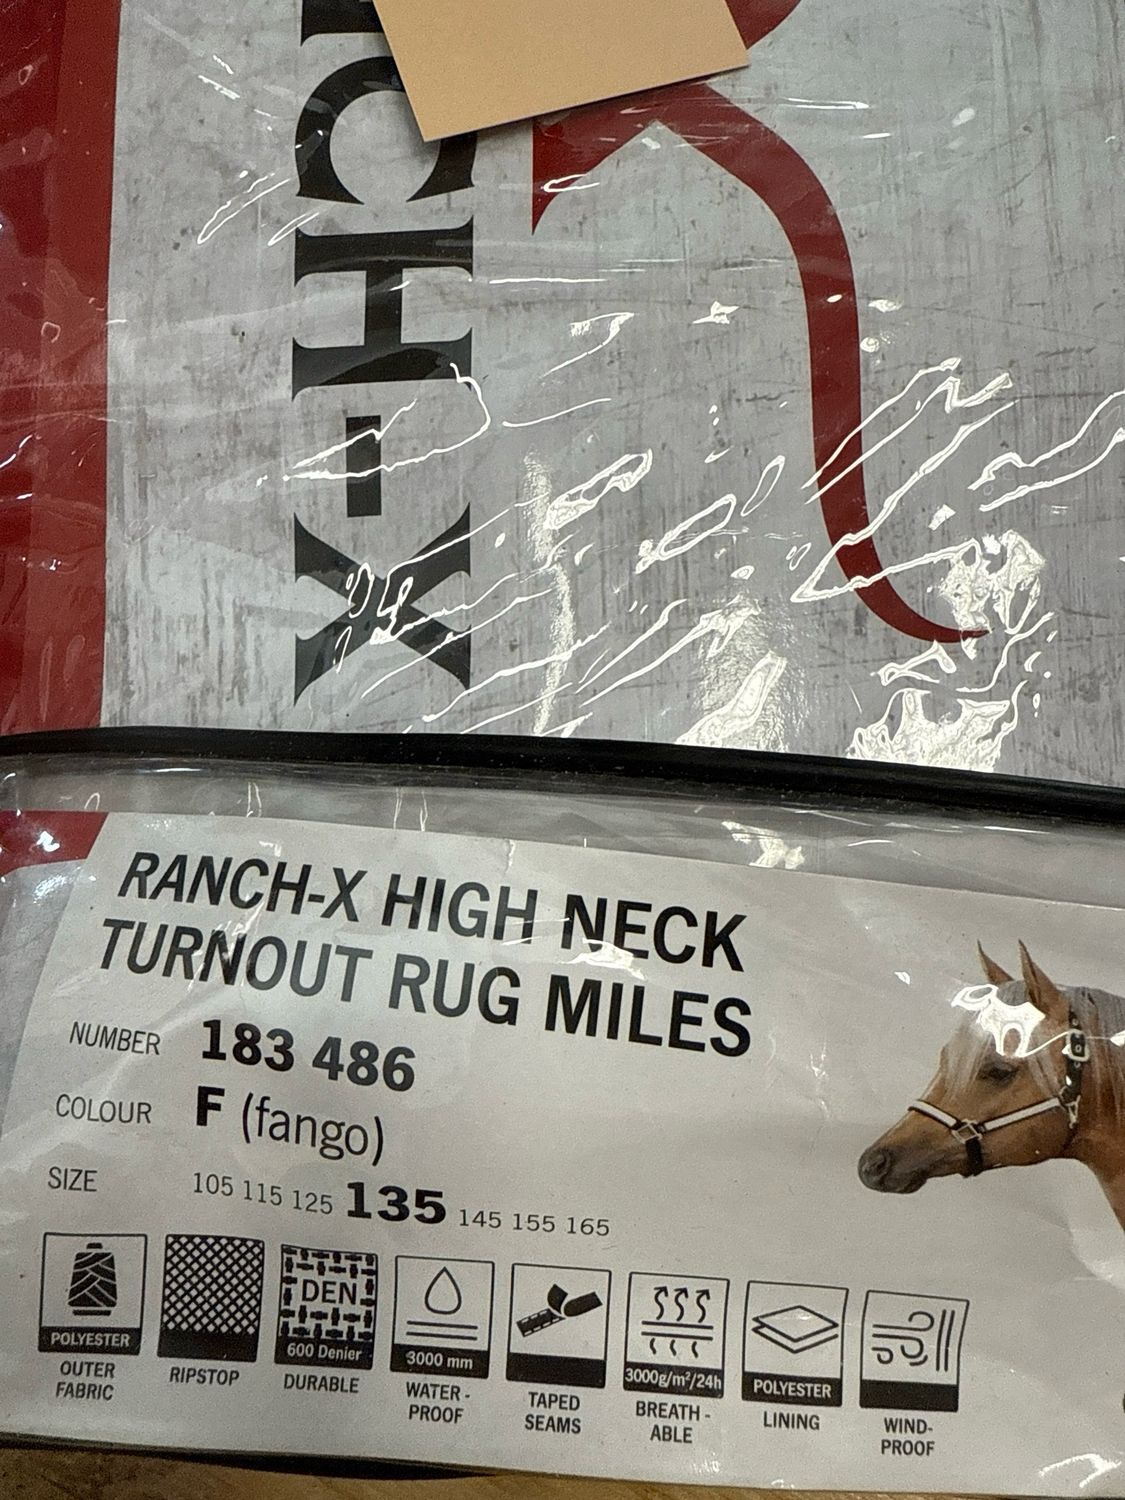 CH-X
RANCH-X HIGH NECK
TURNOUT RUG MILES
NUMBER 183 486
COLOUR F (fango)
SIZE 105 115 125 135 145 155 165
POLYESTER
OUTER
FABRIC
RIPSTOP
DEN
600 Denier
DURABLE
3000 mm
WATER-
PROOF
TAPED
SEAMS
3000g/m²/24h
BREATH-
ABLE
POLYESTER
LINING
WIND-
PROOF